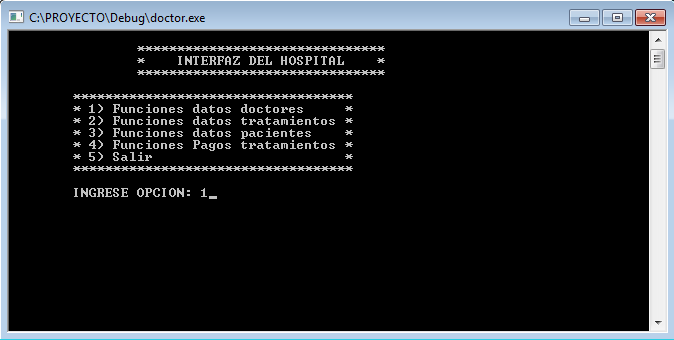 C:\PROYECTO\Debug\doctor.exe
*******************************
*    INTERFAZ DEL HOSPITAL    *
*******************************
***********************************
* 1) Funciones datos doctores     *
* 2) Funciones datos tratamientos *
* 3) Funciones datos pacientes    *
* 4) Funciones Pagos tratamientos *
* 5) Salir                        *
***********************************
INGRESE OPCION: 1_